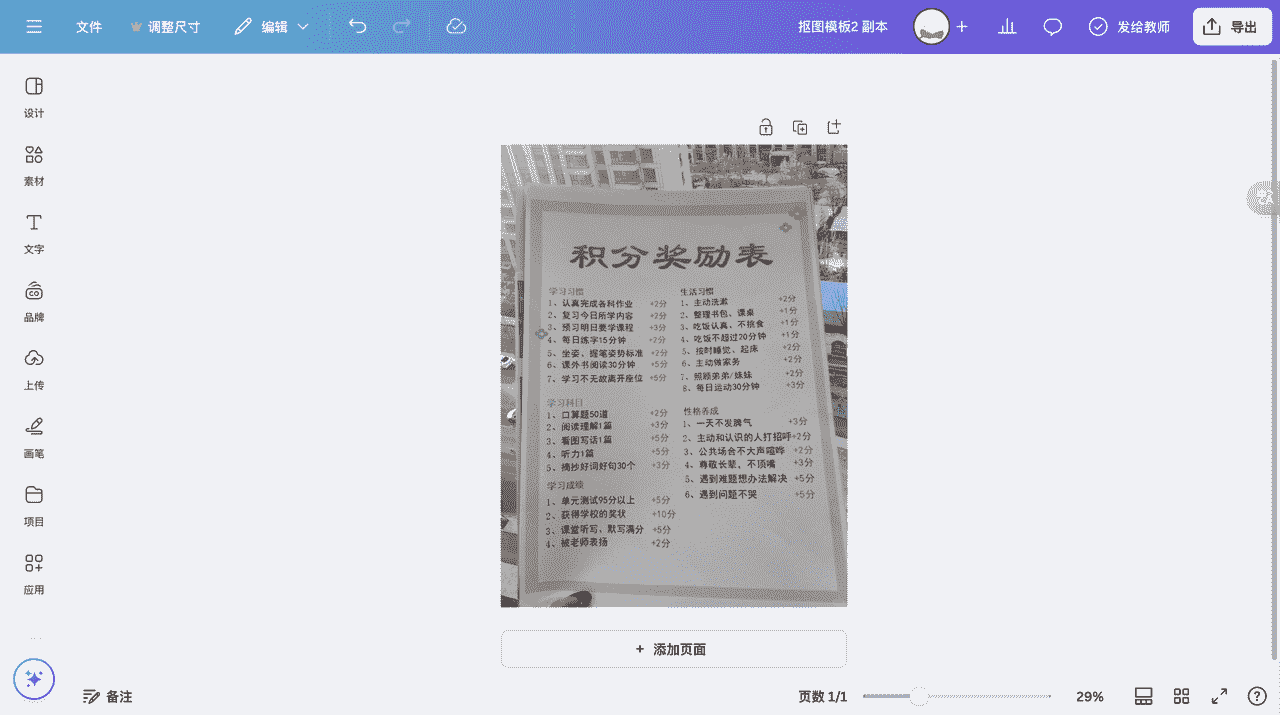 文件
调整尺寸
编辑
抠图模板2 副本
发给教师
导出
设计
素材
文字
品牌
上传
画笔
项目
应用
积分奖励表
学习习惯
1、认真完成各科作业 +2分
2、复习今日所学内容 +2分
3、预习明日要学课程 +3分
4、每日练字15分钟 +2分
5、坐姿、握笔姿势标准 +2分
6、课外书阅读30分钟 +5分
7、学习不无故离开座位 +5分
学习科目
1、口算题50道 +2分
2、阅读理解1篇 +3分
3、看图写话1篇 +5分
4、听力1篇 +5分
5、摘抄好词好句30个 +3分
学习成绩
1、单元测试95分以上 +5分
2、获得学校的奖状 +10分
3、课堂听写、默写满分 +5分
4、被老师表扬 +2分
生活习惯
1、主动洗漱 +2分
2、整理书包、课桌 +1分
3、吃饭认真、不挑食 +1分
4、吃饭不超过20分钟 +1分
5、按时睡觉、起床 +2分
6、主动做家务 +2分
7、照顾弟弟/妹妹 +2分
8、每日运动30分钟 +3分
性格养成
1、一天不发脾气 +3分
2、主动和认识的人打招呼+2分
3、公共场合不大声喧哗 +2分
4、尊敬长辈、不顶嘴 +3分
5、遇到难题想办法解决 +5分
6、遇到问题不哭 +5分
+ 添加页面
备注
页数 1/1
29%